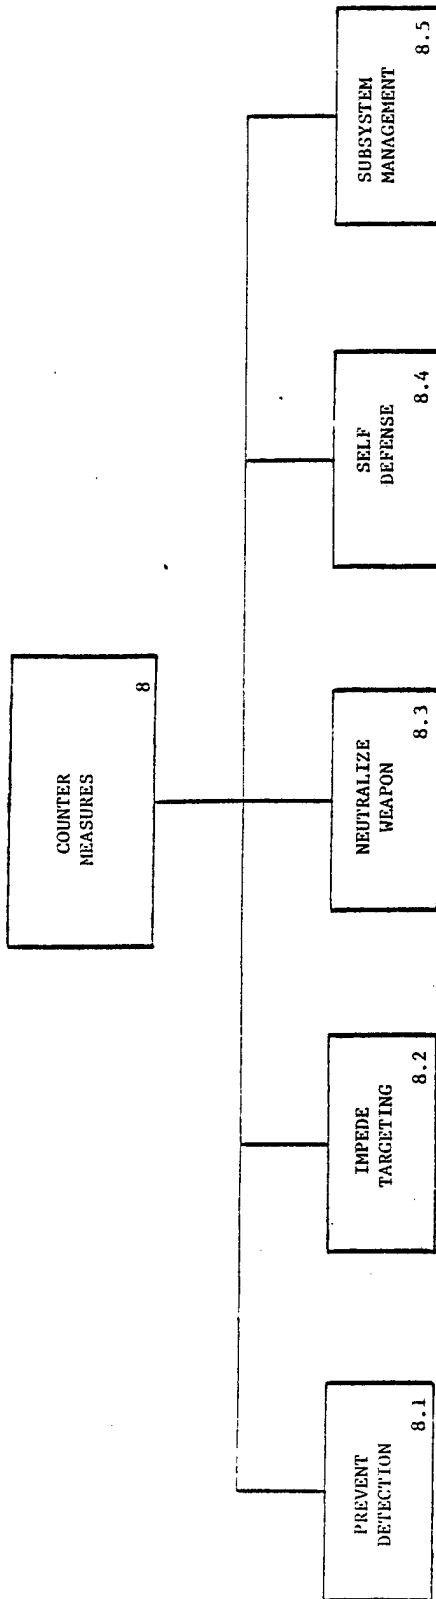 COUNTER
MEASURES
8
PREVENT
DETECTION
8.1
IMPEDE
TARGETING
8.2
NEUTRALIZE
WEAPON
8.3
SELF
DEFENSE
8.4
SUBSYSTEM
MANAGEMENT
8.5